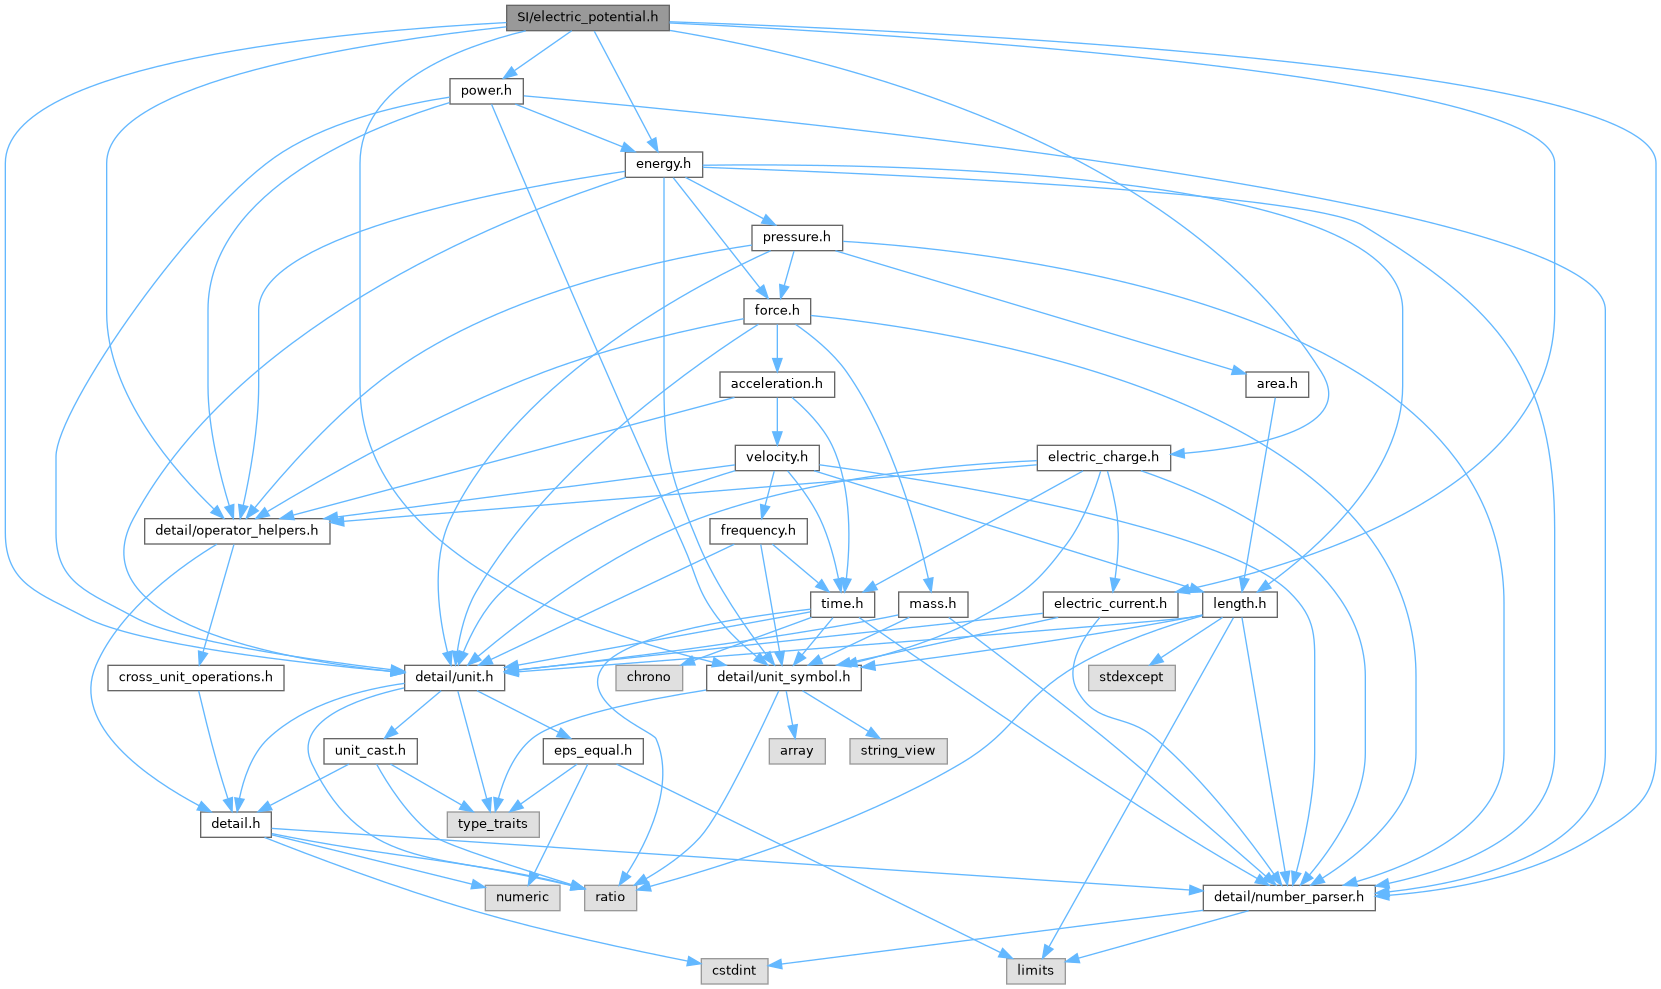 SI/electric_potential.h
power.h
energy.h
pressure.h
force.h
acceleration.h
area.h
velocity.h
electric_charge.h
detail/operator_helpers.h
frequency.h
time.h
mass.h
electric_current.h
length.h
cross_unit_operations.h
detail/unit.h
chrono
detail/unit_symbol.h
stdexcept
unit_cast.h
eps_equal.h
array
string_view
detail.h
type_traits
numeric
ratio
detail/number_parser.h
cstdint
limits